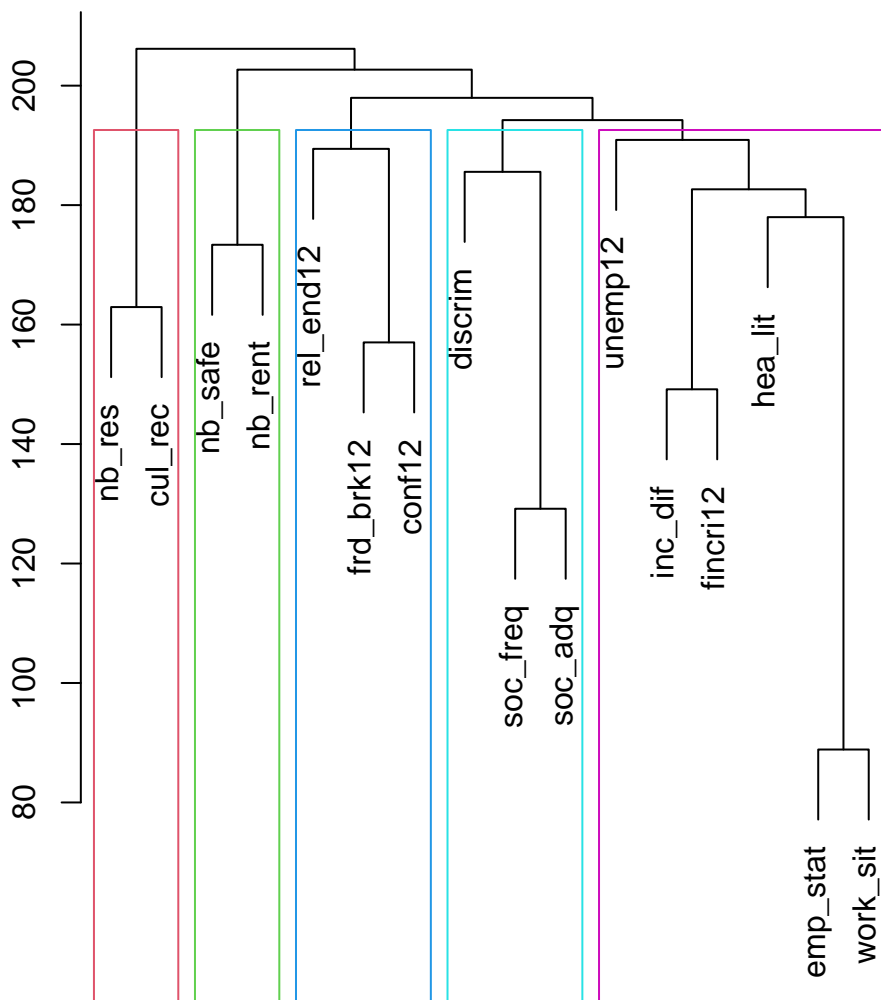 200
180
160
140
120
100
80
nb_res
cul_rec
nb_safe
nb_rent
rel_end12
frd_brk12
conf12
discrim
soc_freq
soc_adq
unemp12
inc_dif
fincri12
hea_lit
emp_stat
work_sit